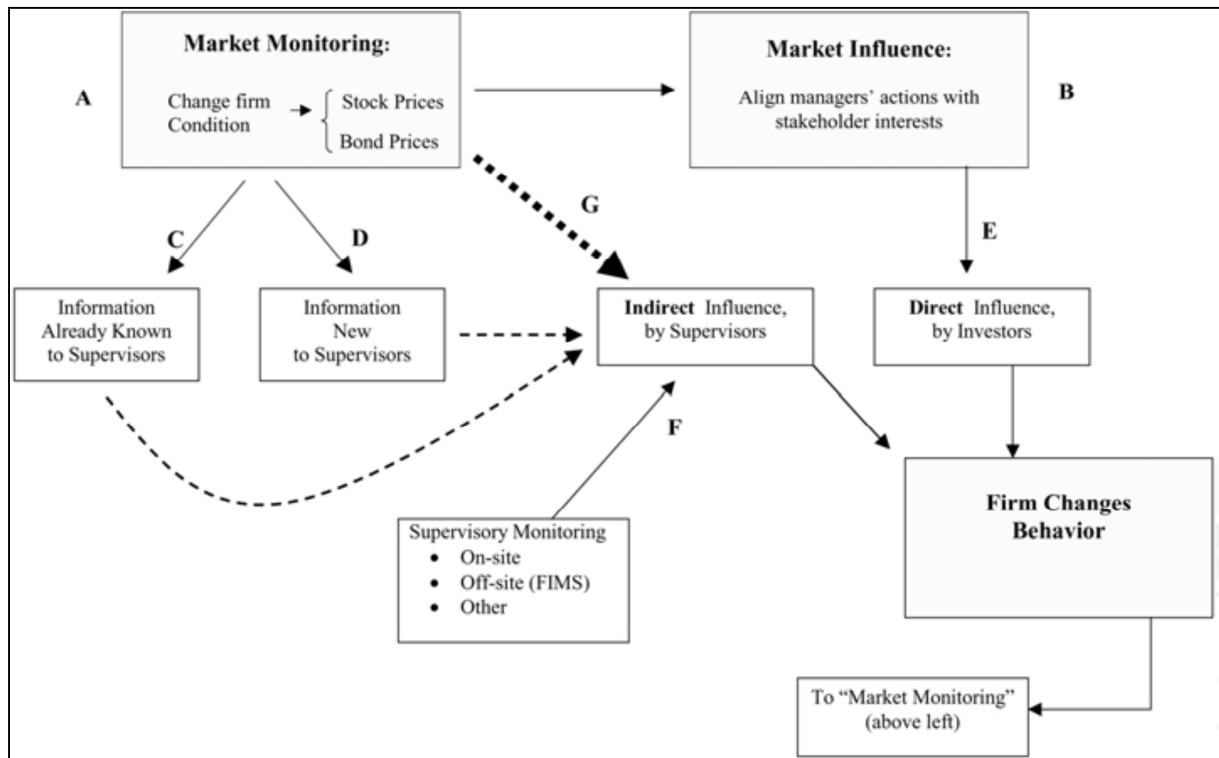 Market Monitoring:
A
Change firm
Condition
Stock Prices
Bond Prices
Market Influence:
Align managers’ actions with
stakeholder interests
B
C
D
G
E
Information
Already Known
to Supervisors
Information
New
to Supervisors
Indirect Influence,
by Supervisors
Direct Influence,
by Investors
F
Supervisory Monitoring
• On-site
• Off-site (FIMS)
• Other
Firm Changes
Behavior
To “Market Monitoring”
(above left)